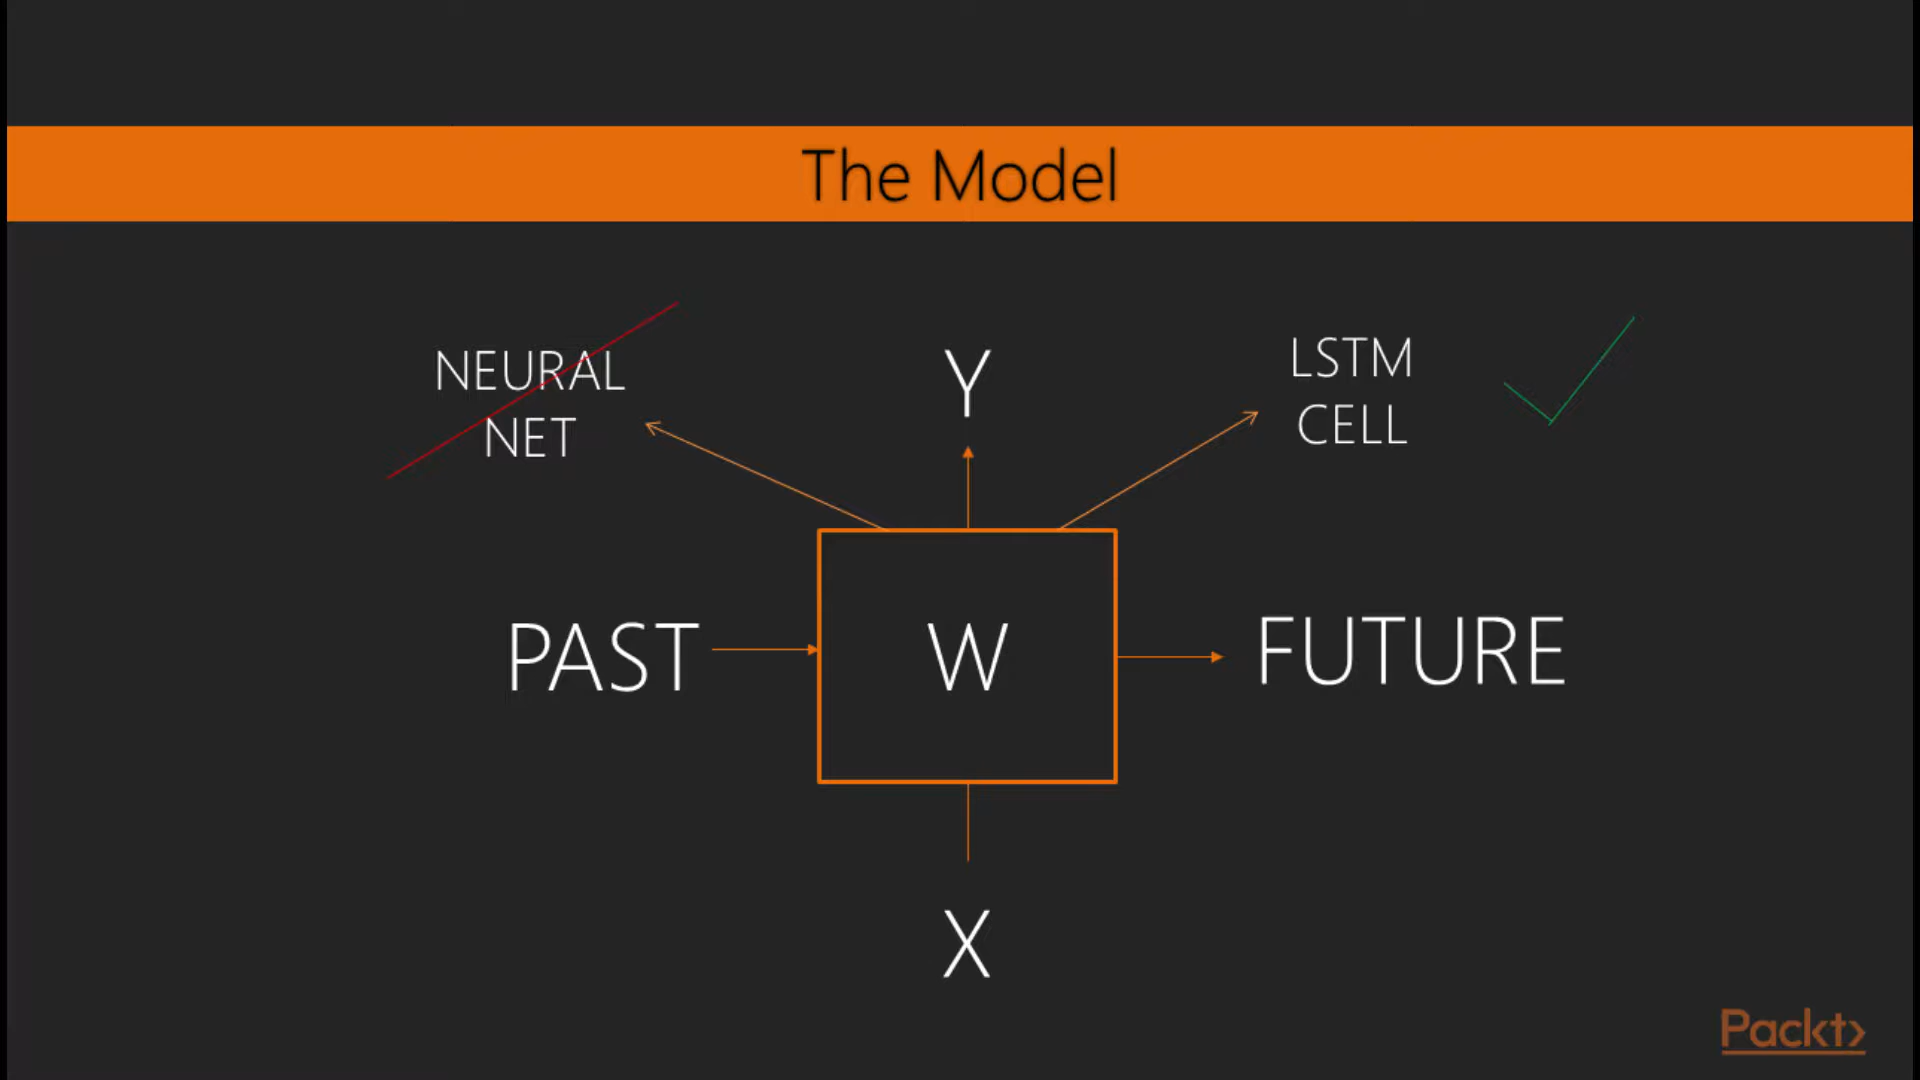 The Model
NEURAL
NET
Y
LSTM
CELL
PAST
W
FUTURE
X
Packt>